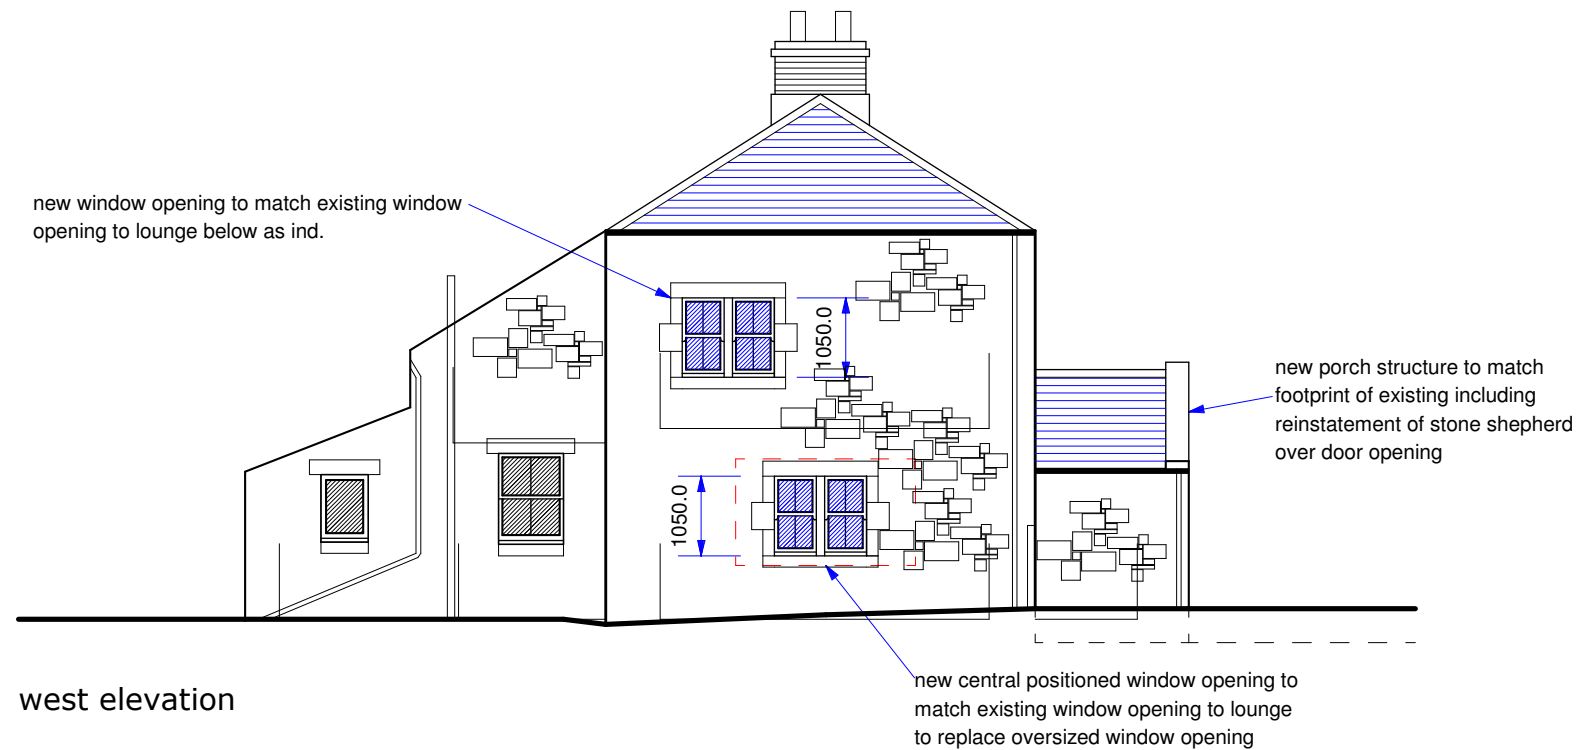 new window opening to match existing window
opening to lounge below as ind.
1050.0
new porch structure to match
footprint of existing including
reinstatement of stone shepherd
over door opening
1050.0
west elevation
new central positioned window opening to
match existing window opening to lounge
to replace oversized window opening